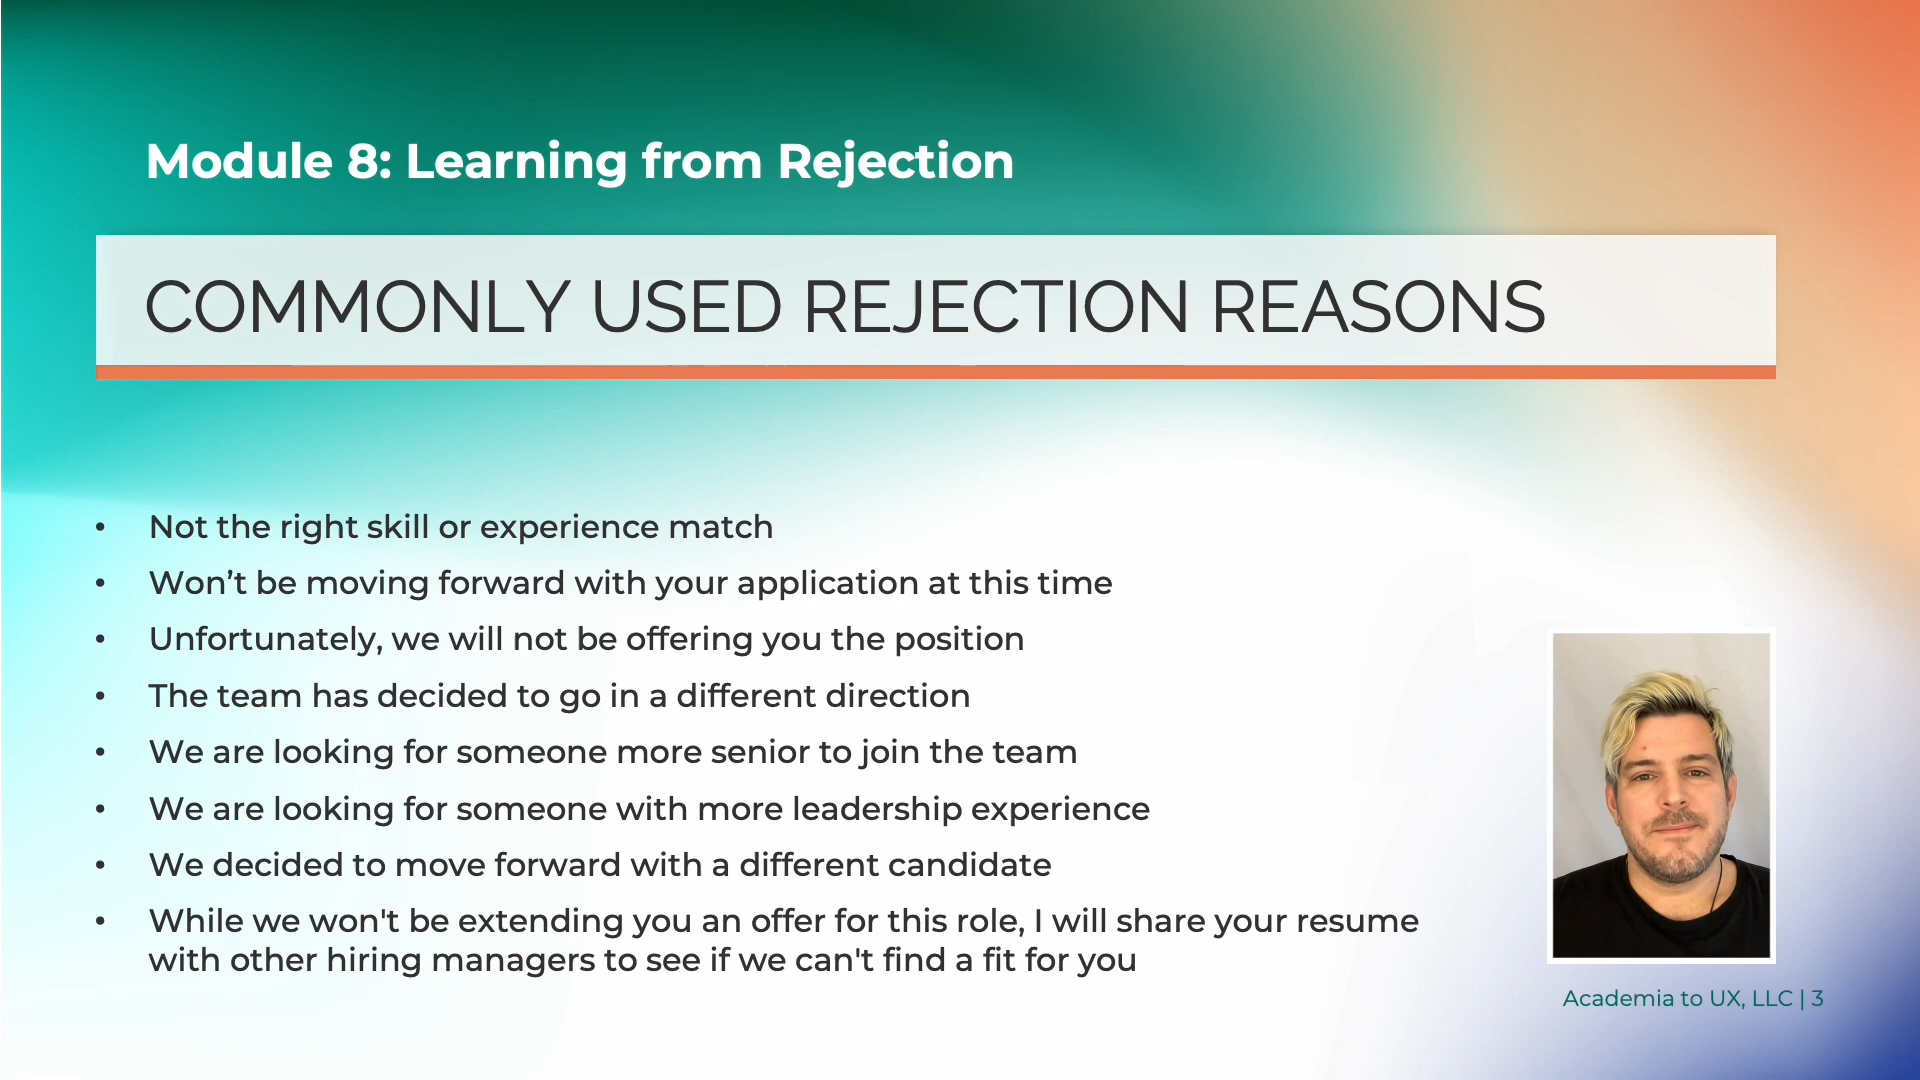 Module 8: Learning from Rejection
COMMONLY USED REJECTION REASONS
• Not the right skill or experience match
• Won’t be moving forward with your application at this time
• Unfortunately, we will not be offering you the position
• The team has decided to go in a different direction
• We are looking for someone more senior to join the team
• We are looking for someone with more leadership experience
• We decided to move forward with a different candidate
• While we won't be extending you an offer for this role, I will share your resume
with other hiring managers to see if we can't find a fit for you
Academia to UX, LLC | 3